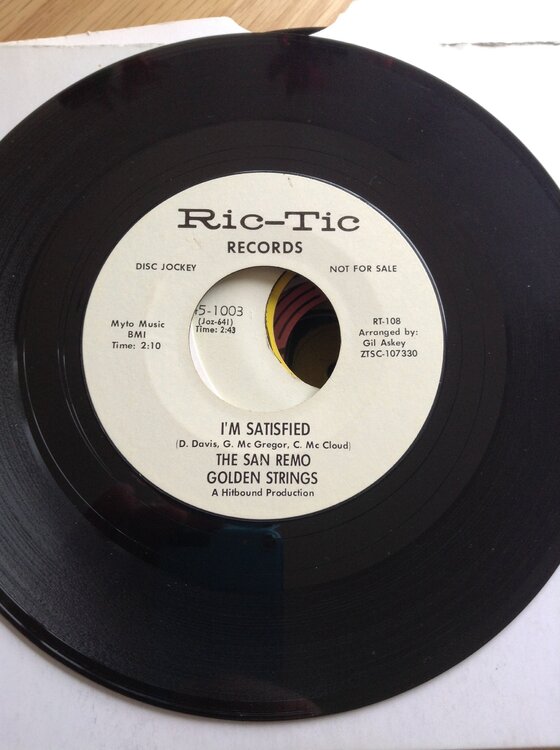 Ric-Tic
RECORDS
DISC JOCKEY
NOT FOR SALE
45-1003
(Joz-641)
Time: 2:43
Myto Music
BMI
Time: 2:10
RT-108
Arranged by:
Gil Askey
ZTSC-107330
I'M SATISFIED
(D. Davis, G. Mc Gregor, C. Mc Cloud)
THE SAN REMO
GOLDEN STRINGS
A Hitbound Production